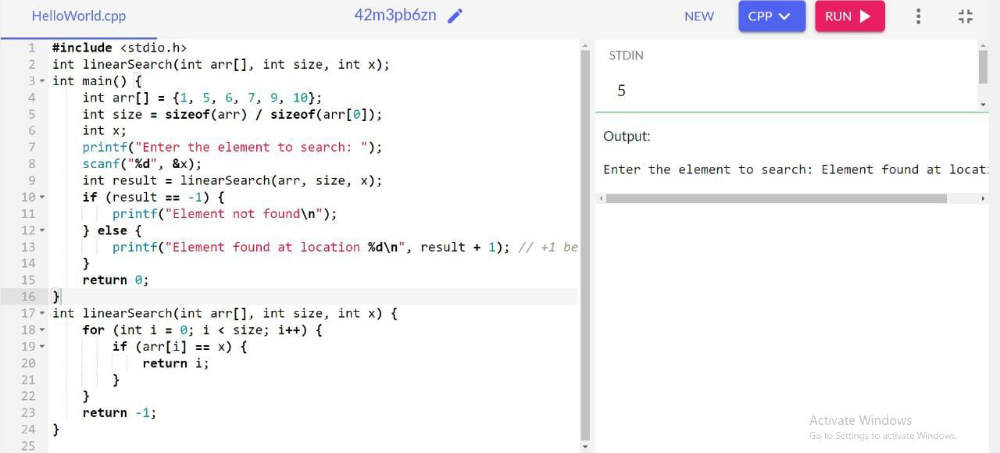 HelloWorld.cpp
42m3pb6zn
NEW
CPP
RUN
1 #include <stdio.h>
2 int linearSearch(int arr[], int size, int x);
3 int main() {
4     int arr[] = {1, 5, 6, 7, 9, 10};
5     int size = sizeof(arr) / sizeof(arr[0]);
6     int x;
7     printf("Enter the element to search: ");
8     scanf("%d", &x);
9     int result = linearSearch(arr, size, x);
10     if (result == -1) {
11         printf("Element not found\n");
12     } else {
13         printf("Element found at location %d\n", result + 1); // +1 be
14     }
15     return 0;
16 }
17 int linearSearch(int arr[], int size, int x) {
18     for (int i = 0; i < size; i++) {
19         if (arr[i] == x) {
20             return i;
21         }
22     }
23     return -1;
24 }
25
STDIN
5
Output:
Enter the element to search: Element found at locat
Activate Windows
Go to Settings to activate Windows.